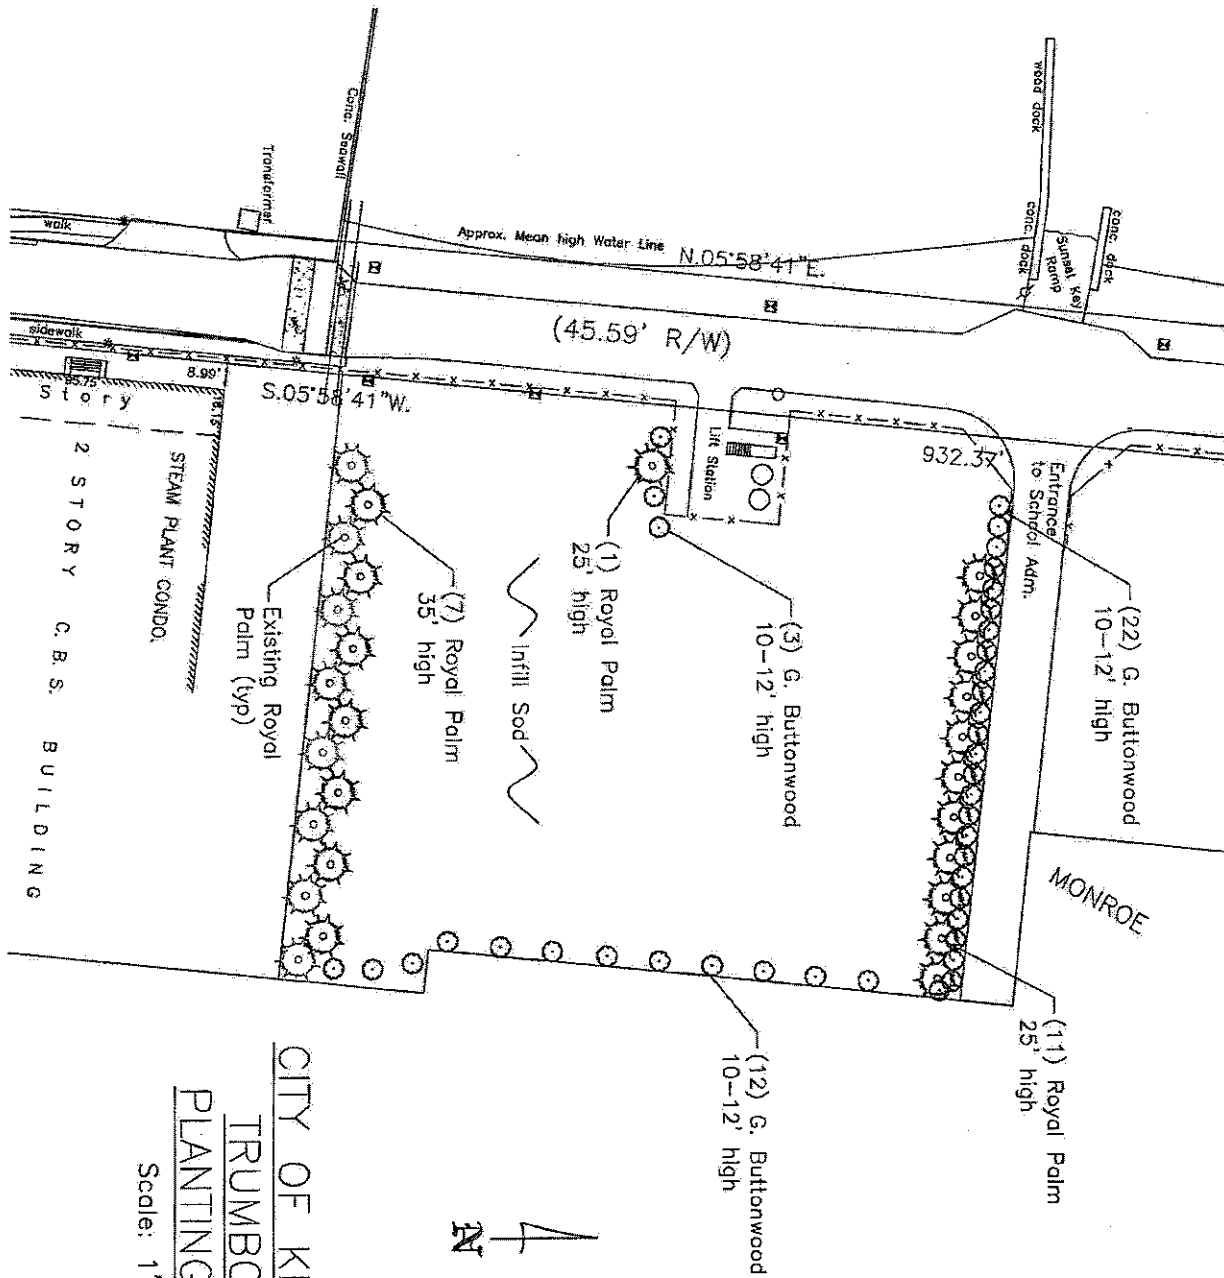 wood dock
conc. dock
conc. dock
Sunset Key
Ramp
Conc. Seawall
Transformer
walk
Approx. Mean high Water Line
N.05°58'41"E.
(45.59' R/W)
sidewalk
8.99'
95.75
18.15
S.05°58'41"W.
932.37'
Lift Station
Entrance
to School Adm.
Story
2 STORY C.B.S. BUILDING
STEAM PLANT CONDO.
(22) G. Buttonwood
10-12' high
(3) G. Buttonwood
10-12' high
(1) Royal Palm
25' high
Infill Sod
(7) Royal Palm
35' high
Existing Royal
Palm (typ)
MONROE
(11) Royal Palm
25' high
(12) G. Buttonwood
10-12' high
N
CITY OF K
TRUMBO
PLANTING
Scale: 1"